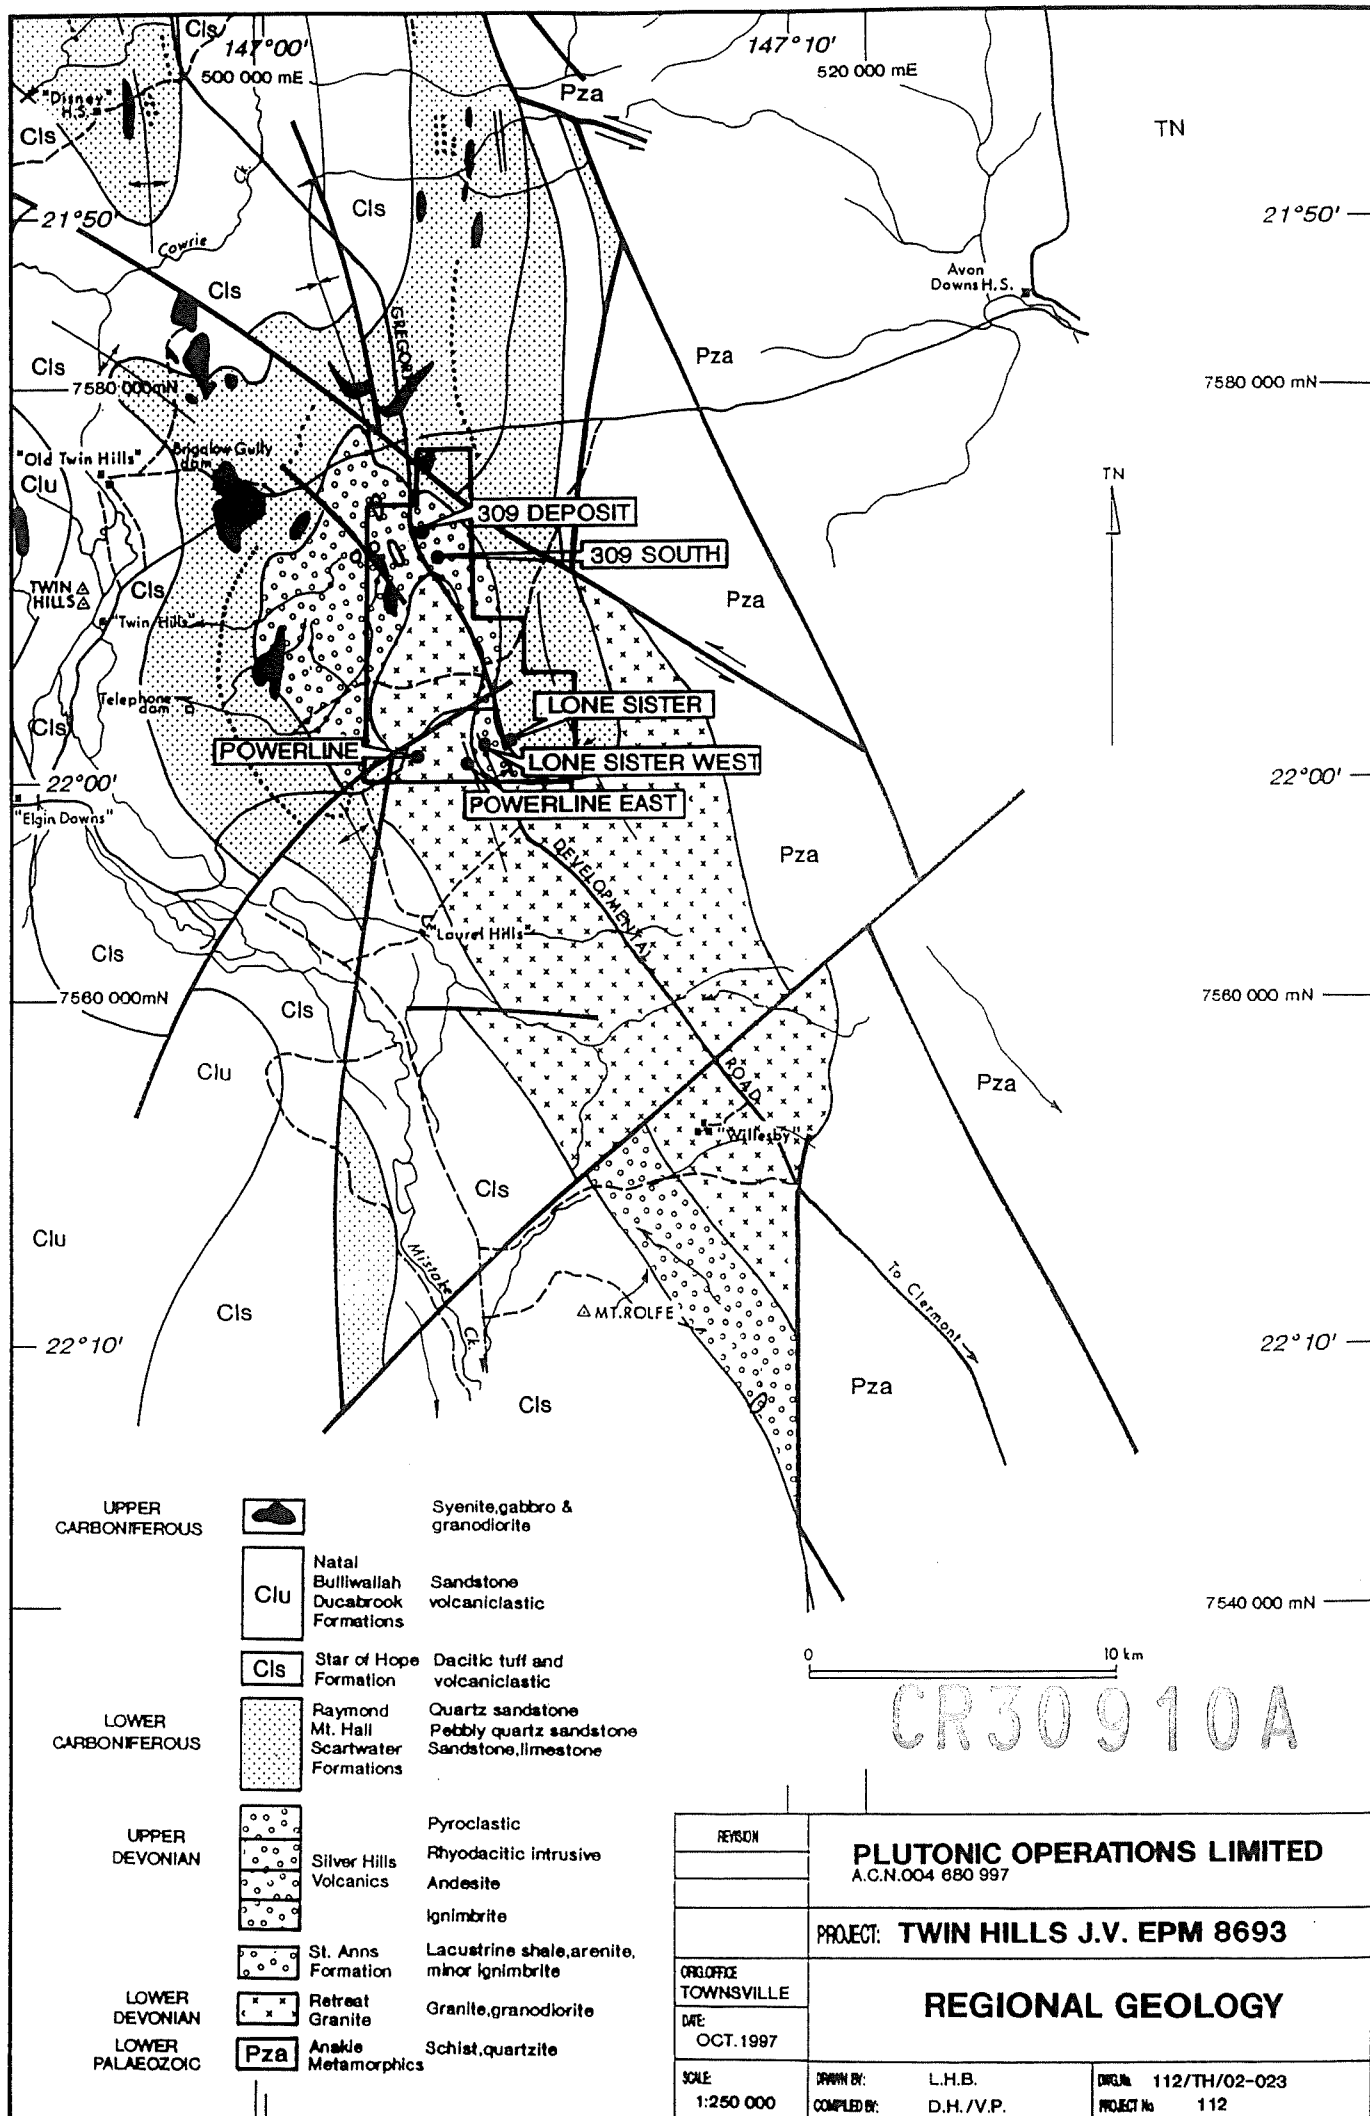 Cls
147°00'
500 000 mE
147°10'
520 000 mE
"Disney"
H.S.
Pza
TN
Cls
Ck.
Cls
21°50'
21°50'
Cowrie
Avon
Downs H.S.
Cls
GREGORY
Pza
Cls
7580 000mN
7580 000 mN
"Old Twin Hills"
Brigalow Gully
dam
TN
Clu
309 DEPOSIT
309 SOUTH
TWIN
HILLS
Cls
Pza
"Twin Hills"
Telephone
dam
LONE SISTER
Cls
POWERLINE
LONE SISTER WEST
22°00'
22°00'
POWERLINE EAST
"Elgin Downs"
DEVELOPMENTAL
Pza
"Laurel Hills"
Cls
7560 000mN
Cls
7560 000 mN
Clu
ROAD
Pza
"Willesby"
Cls
Clu
Mistake
To Clermont
Cls
MT.ROLFE
Ck.
22°10'
22°10'
Pza
Cls
UPPER
CARBONIFEROUS
Syenite,gabbro &
granodiorite
Clu
Natal
Bulliwallah
Ducabrook
Formations
Sandstone
volcaniclastic
7540 000 mN
Cls
Star of Hope
Formation
Dacitic tuff and
volcaniclastic
0
10 km
LOWER
CARBONIFEROUS
Raymond
Mt. Hall
Scartwater
Formations
Quartz sandstone
Pebbly quartz sandstone
Sandstone,limestone
CR30910A
UPPER
DEVONIAN
Silver Hills
Volcanics
Pyroclastic
Rhyodacitic intrusive
Andesite
Ignimbrite
St. Anns
Formation
Lacustrine shale,arenite,
minor ignimbrite
LOWER
DEVONIAN
Retreat
Granite
Granite,granodiorite
LOWER
PALAEOZOIC
Pza
Anakie
Metamorphics
Schist,quartzite
REVISION
PLUTONIC OPERATIONS LIMITED
A.C.N.004 680 997
PROJECT: TWIN HILLS J.V. EPM 8693
ORG.OFFICE
TOWNSVILLE
REGIONAL GEOLOGY
DATE:
OCT.1997
SCALE:
1:250 000
DRAWN BY: L.H.B.
COMPILED BY: D.H./V.P.
DWG.No. 112/TH/02-023
PROJECT No 112